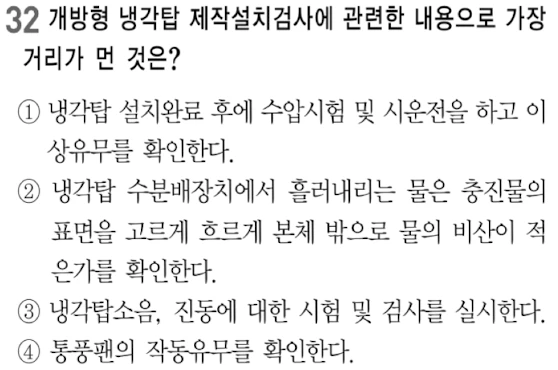 32 개방형 냉각탑 제작설치검사에 관련한 내용으로 가장
거리가 먼 것은?
① 냉각탑 설치완료 후에 수압시험 및 시운전을 하고 이
상유무를 확인한다.
② 냉각탑 수분배장치에서 흘러내리는 물은 충진물의
표면을 고르게 흐르게 본체 밖으로 물의 비산이 적
은가를 확인한다.
③ 냉각탑소음, 진동에 대한 시험 및 검사를 실시한다.
④ 통풍팬의 작동유무를 확인한다.